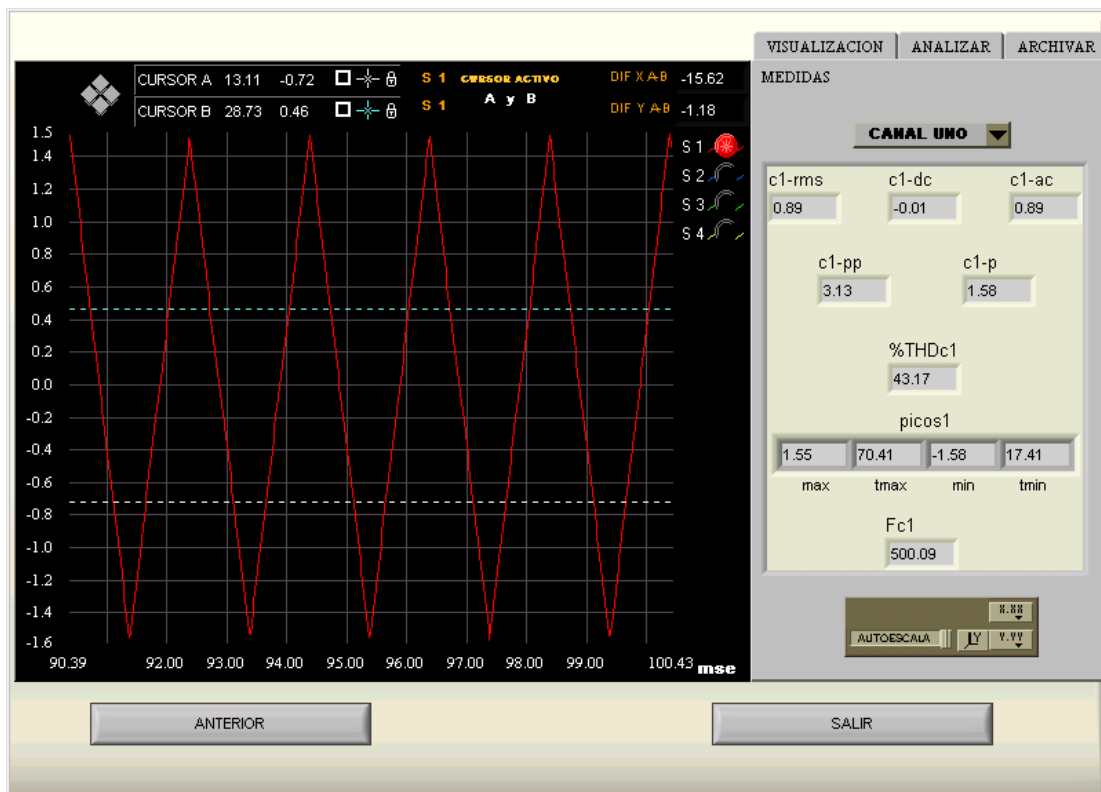 VISUALIZACION ANALIZAR ARCHIVAR
CURSOR A 13.11 -0.72 S 1 CURSOR ACTIVO DIF X A-B -15.62
CURSOR B 28.73 0.46 S 1 A y B DIF Y A-B -1.18
MEDIDAS
CANAL UNO
S 1
S 2
S 3
S 4
c1-rms c1-dc c1-ac
0.89 -0.01 0.89
c1-pp c1-p
3.13 1.58
%THDc1
43.17
picos1
1.55 70.41 -1.58 17.41
max tmax min tmin
Fc1
500.09
X.XX
AUTOESCALA Y Y.YY
1.5
1.4
1.2
1.0
0.8
0.6
0.4
0.2
0.0
-0.2
-0.4
-0.6
-0.8
-1.0
-1.2
-1.4
-1.6
90.39 92.00 93.00 94.00 95.00 96.00 97.00 98.00 99.00 100.43 mse
ANTERIOR SALIR